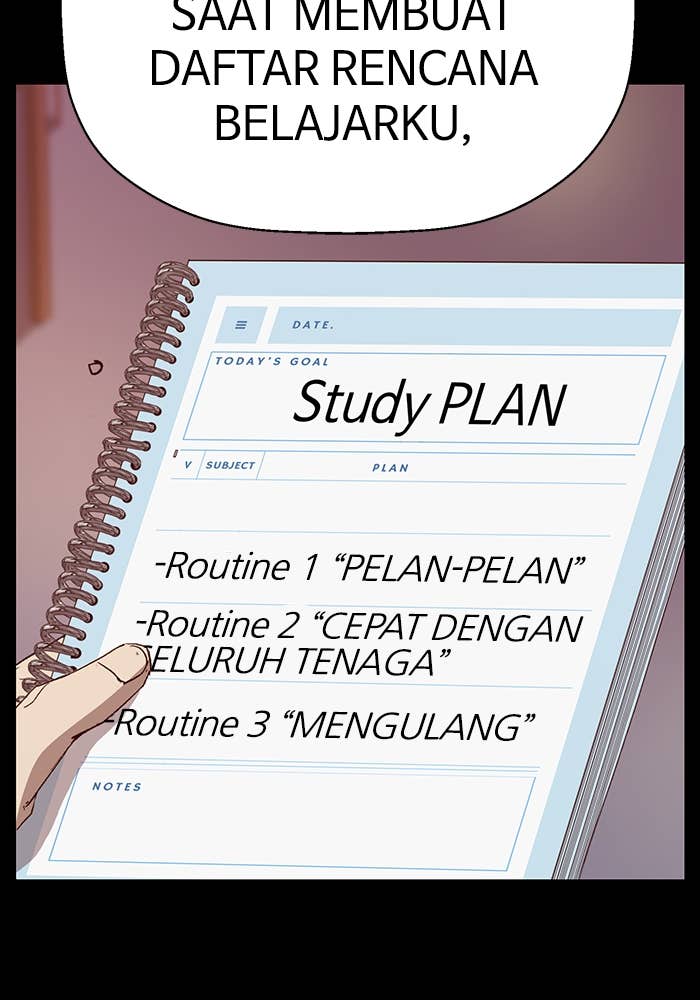 SAAT MEMBUAT
DAFTAR RENCANA
BELAJARKU,
DATE.
TODAY'S GOAL
Study PLAN
V SUBJECT PLAN
-Routine 1 “PELAN-PELAN”
-Routine 2 “CEPAT DENGAN
SELURUH TENAGA”
-Routine 3 “MENGULANG”
NOTES